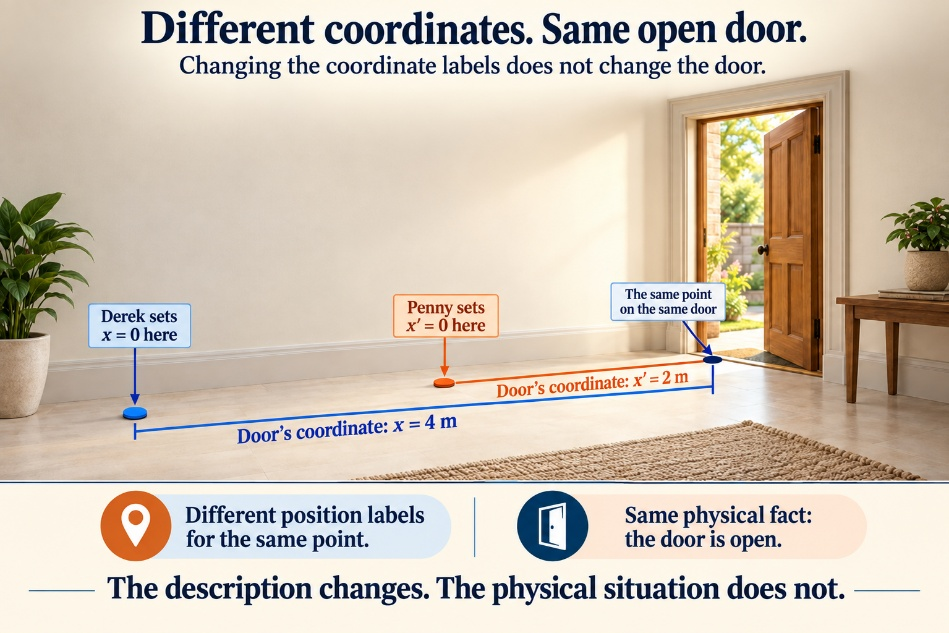 Different coordinates. Same open door.
Changing the coordinate labels does not change the door.
Derek sets
x = 0 here
Penny sets
x′ = 0 here
The same point
on the same door
Door’s coordinate: x′ = 2 m
Door’s coordinate: x = 4 m
Different position labels
for the same point.
Same physical fact:
the door is open.
The description changes. The physical situation does not.